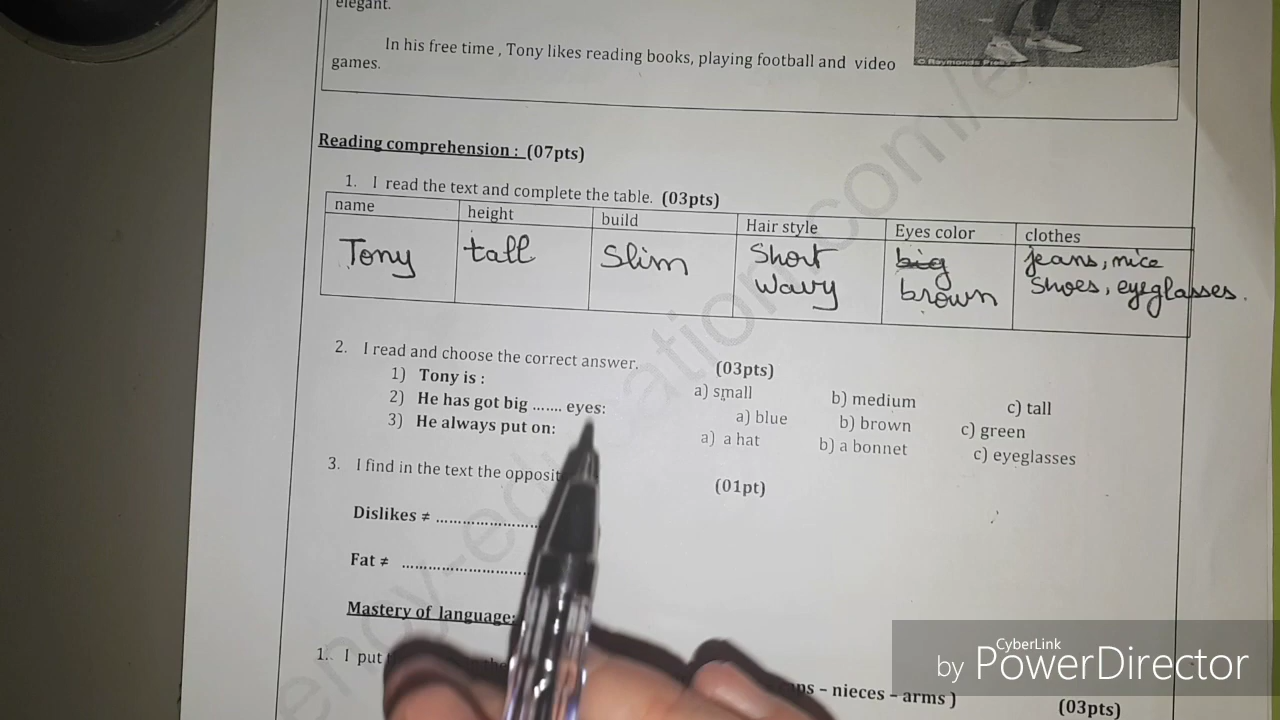 elegant.
In his free time , Tony likes reading books, playing football and video
games.
© Raymonds
Reading comprehension : (07pts)
1. I read the text and complete the table. (03pts)
name height build Hair style Eyes color clothes
Tony tall Slim Short big jeans, nice
wavy brown Shoes, eyeglasses.
2. I read and choose the correct answer. (03pts)
1) Tony is : a) small b) medium c) tall
2) He has got big ....... eyes: a) blue b) brown c) green
3) He always put on: a) a hat b) a bonnet c) eyeglasses
3. I find in the text the opposit (01pt)
Dislikes ≠ ........................
Fat ≠ .............................
Mastery of language:
1.. I put
– nieces – arms ) (03pts)
CyberLink
by PowerDirector